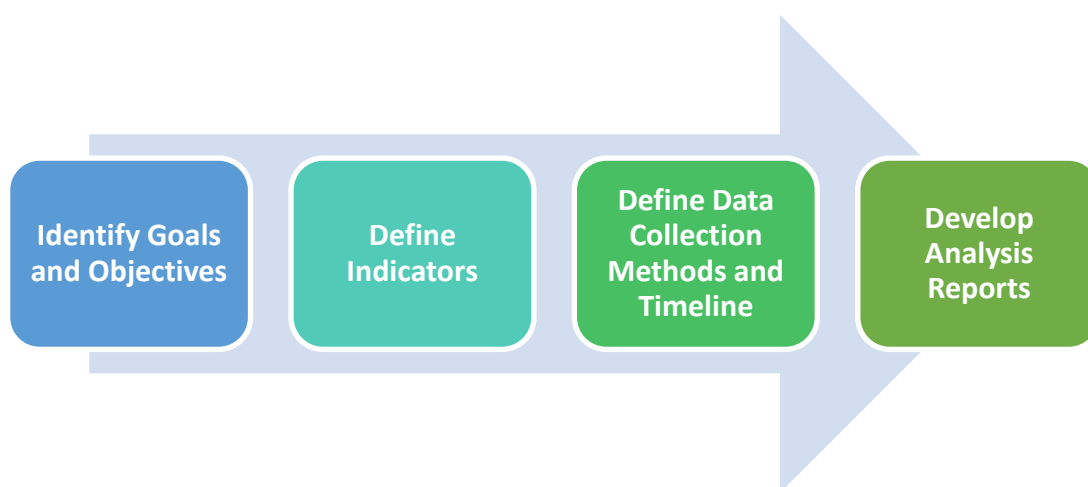 Identify Goals
and Objectives
Define
Indicators
Define Data
Collection
Methods and
Timeline
Develop
Analysis
Reports